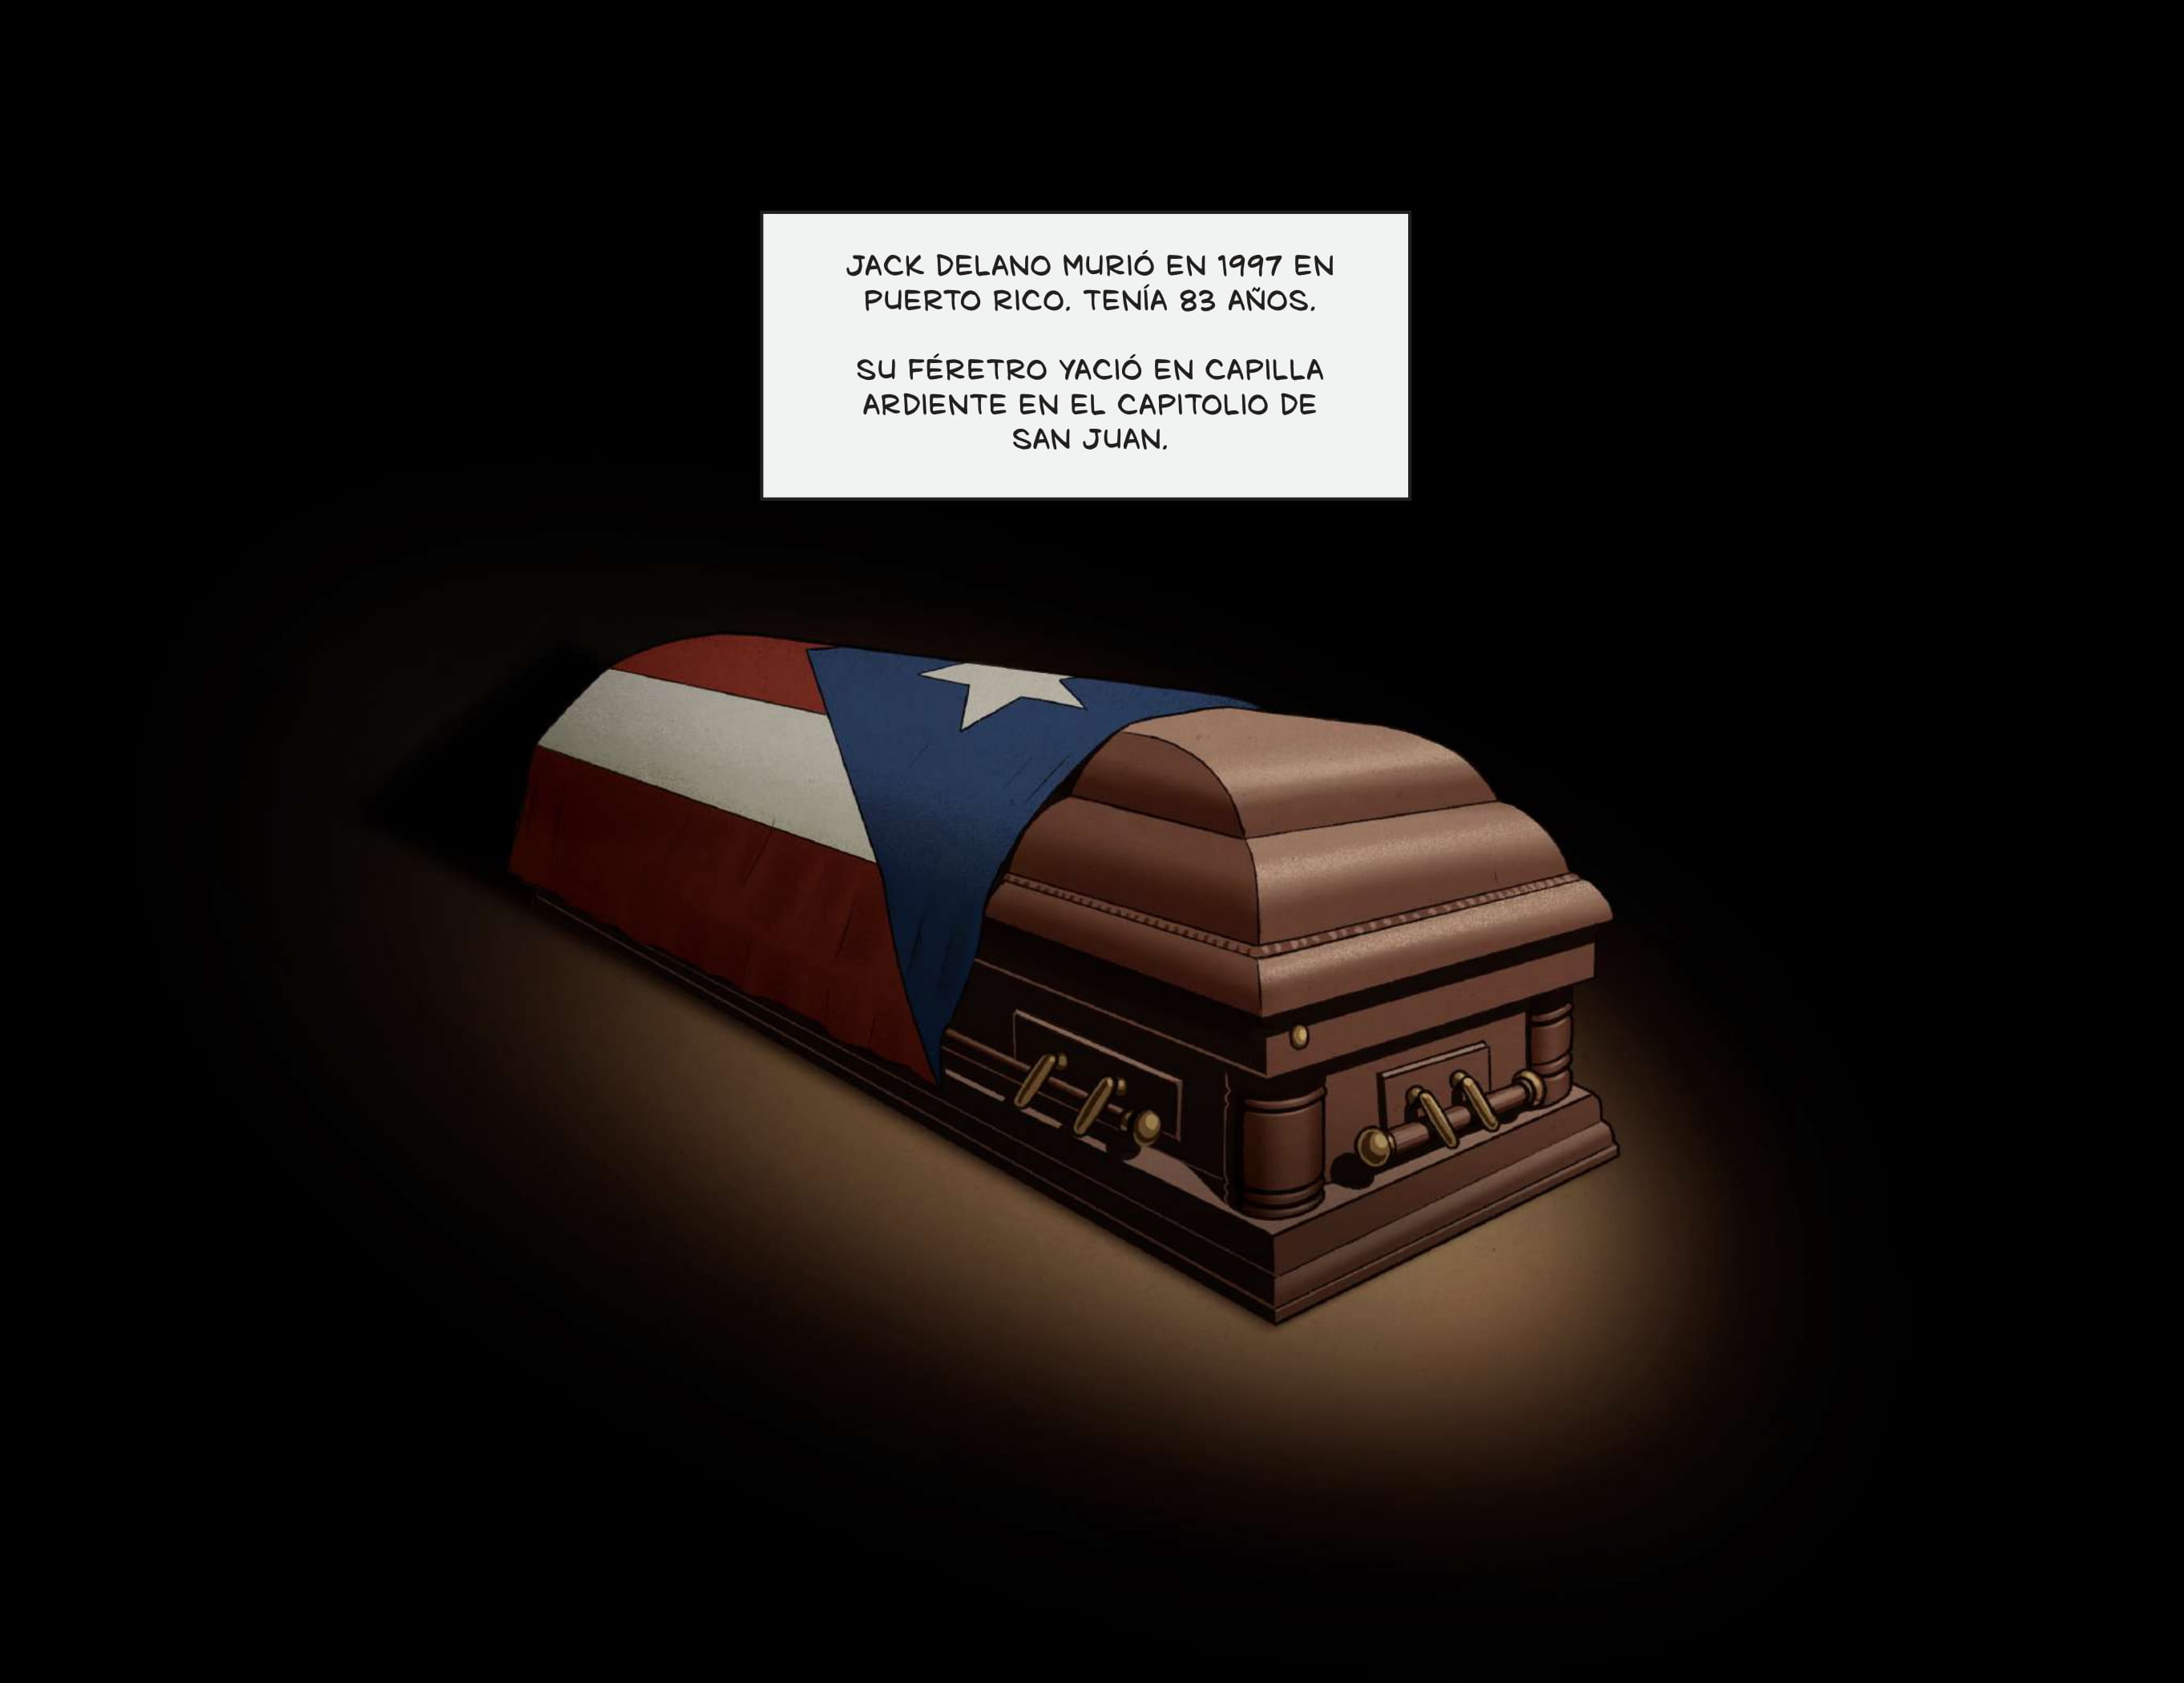 JACK DELANO MURIÓ EN 1997 EN
PUERTO RICO. TENÍA 83 AÑOS.
SU FÉRETRO YACIÓ EN CAPILLA
ARDIENTE EN EL CAPITOLIO DE
SAN JUAN.